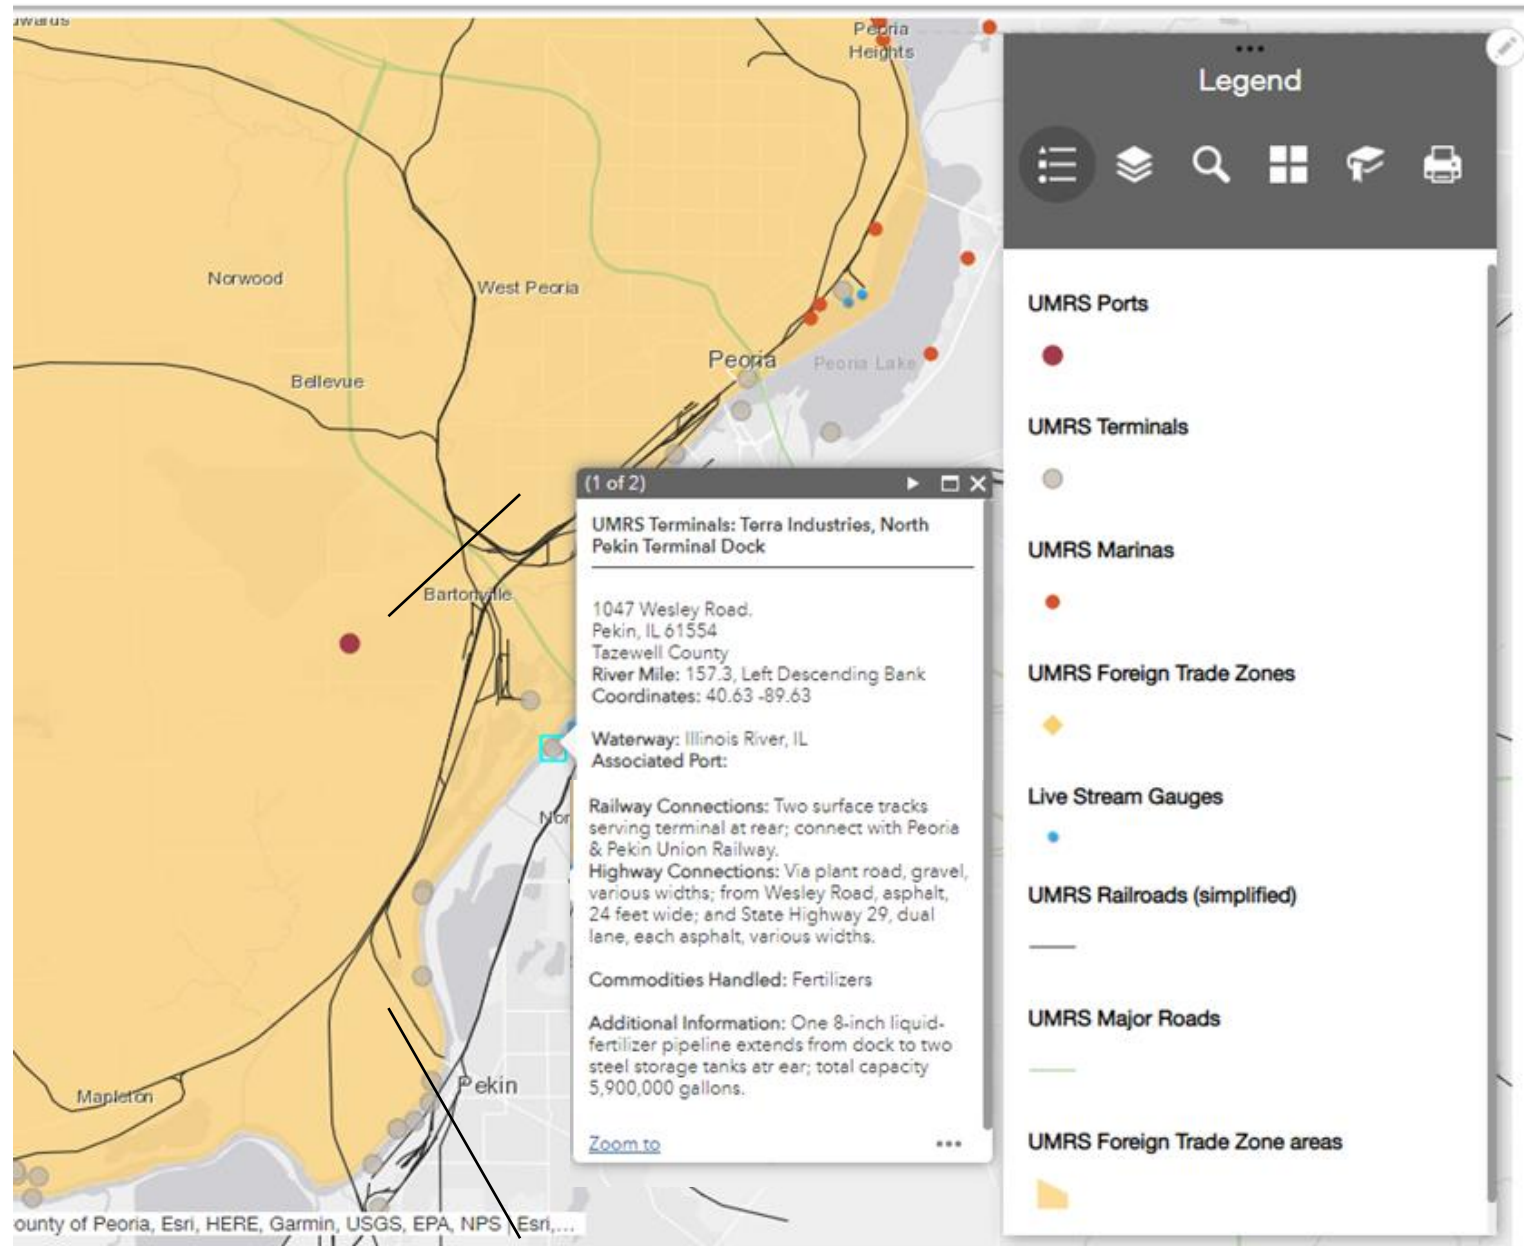 Peoria
Heights
Norwood
West Peoria
Peoria
Peoria Lake
Bellevue
Bartonville
Mapleton
Pekin
ounty of Peoria, Esri, HERE, Garmin, USGS, EPA, NPS | Esri,...
(1 of 2)
UMRS Terminals: Terra Industries, North
Pekin Terminal Dock
1047 Wesley Road.
Pekin, IL 61554
Tazewell County
River Mile: 157.3, Left Descending Bank
Coordinates: 40.63 -89.63
Waterway: Illinois River, IL
Associated Port:
Railway Connections: Two surface tracks
serving terminal at rear; connect with Peoria
& Pekin Union Railway.
Highway Connections: Via plant road, gravel,
various widths; from Wesley Road, asphalt,
24 feet wide; and State Highway 29, dual
lane, each asphalt, various widths.
Commodities Handled: Fertilizers
Additional Information: One 8-inch liquid-
fertilizer pipeline extends from dock to two
steel storage tanks atr ear; total capacity
5,900,000 gallons.
Zoom to
Legend
UMRS Ports
UMRS Terminals
UMRS Marinas
UMRS Foreign Trade Zones
Live Stream Gauges
UMRS Railroads (simplified)
UMRS Major Roads
UMRS Foreign Trade Zone areas